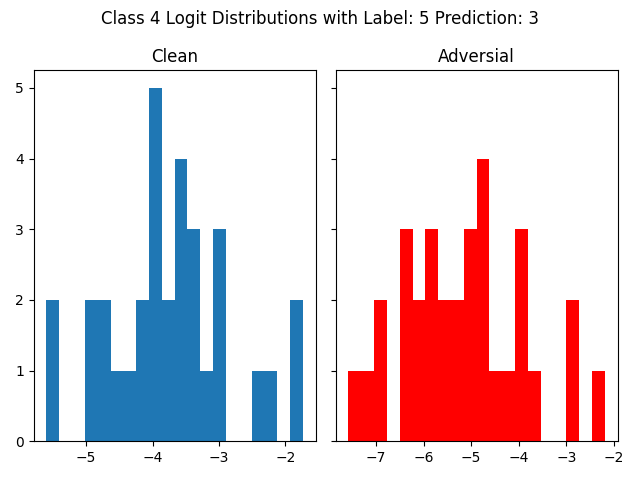 Class 4 Logit Distributions with Label: 5 Prediction: 3
Clean
Adversial
5
4
3
2
1
0
−5 −4 −3 −2
−7 −6 −5 −4 −3 −2